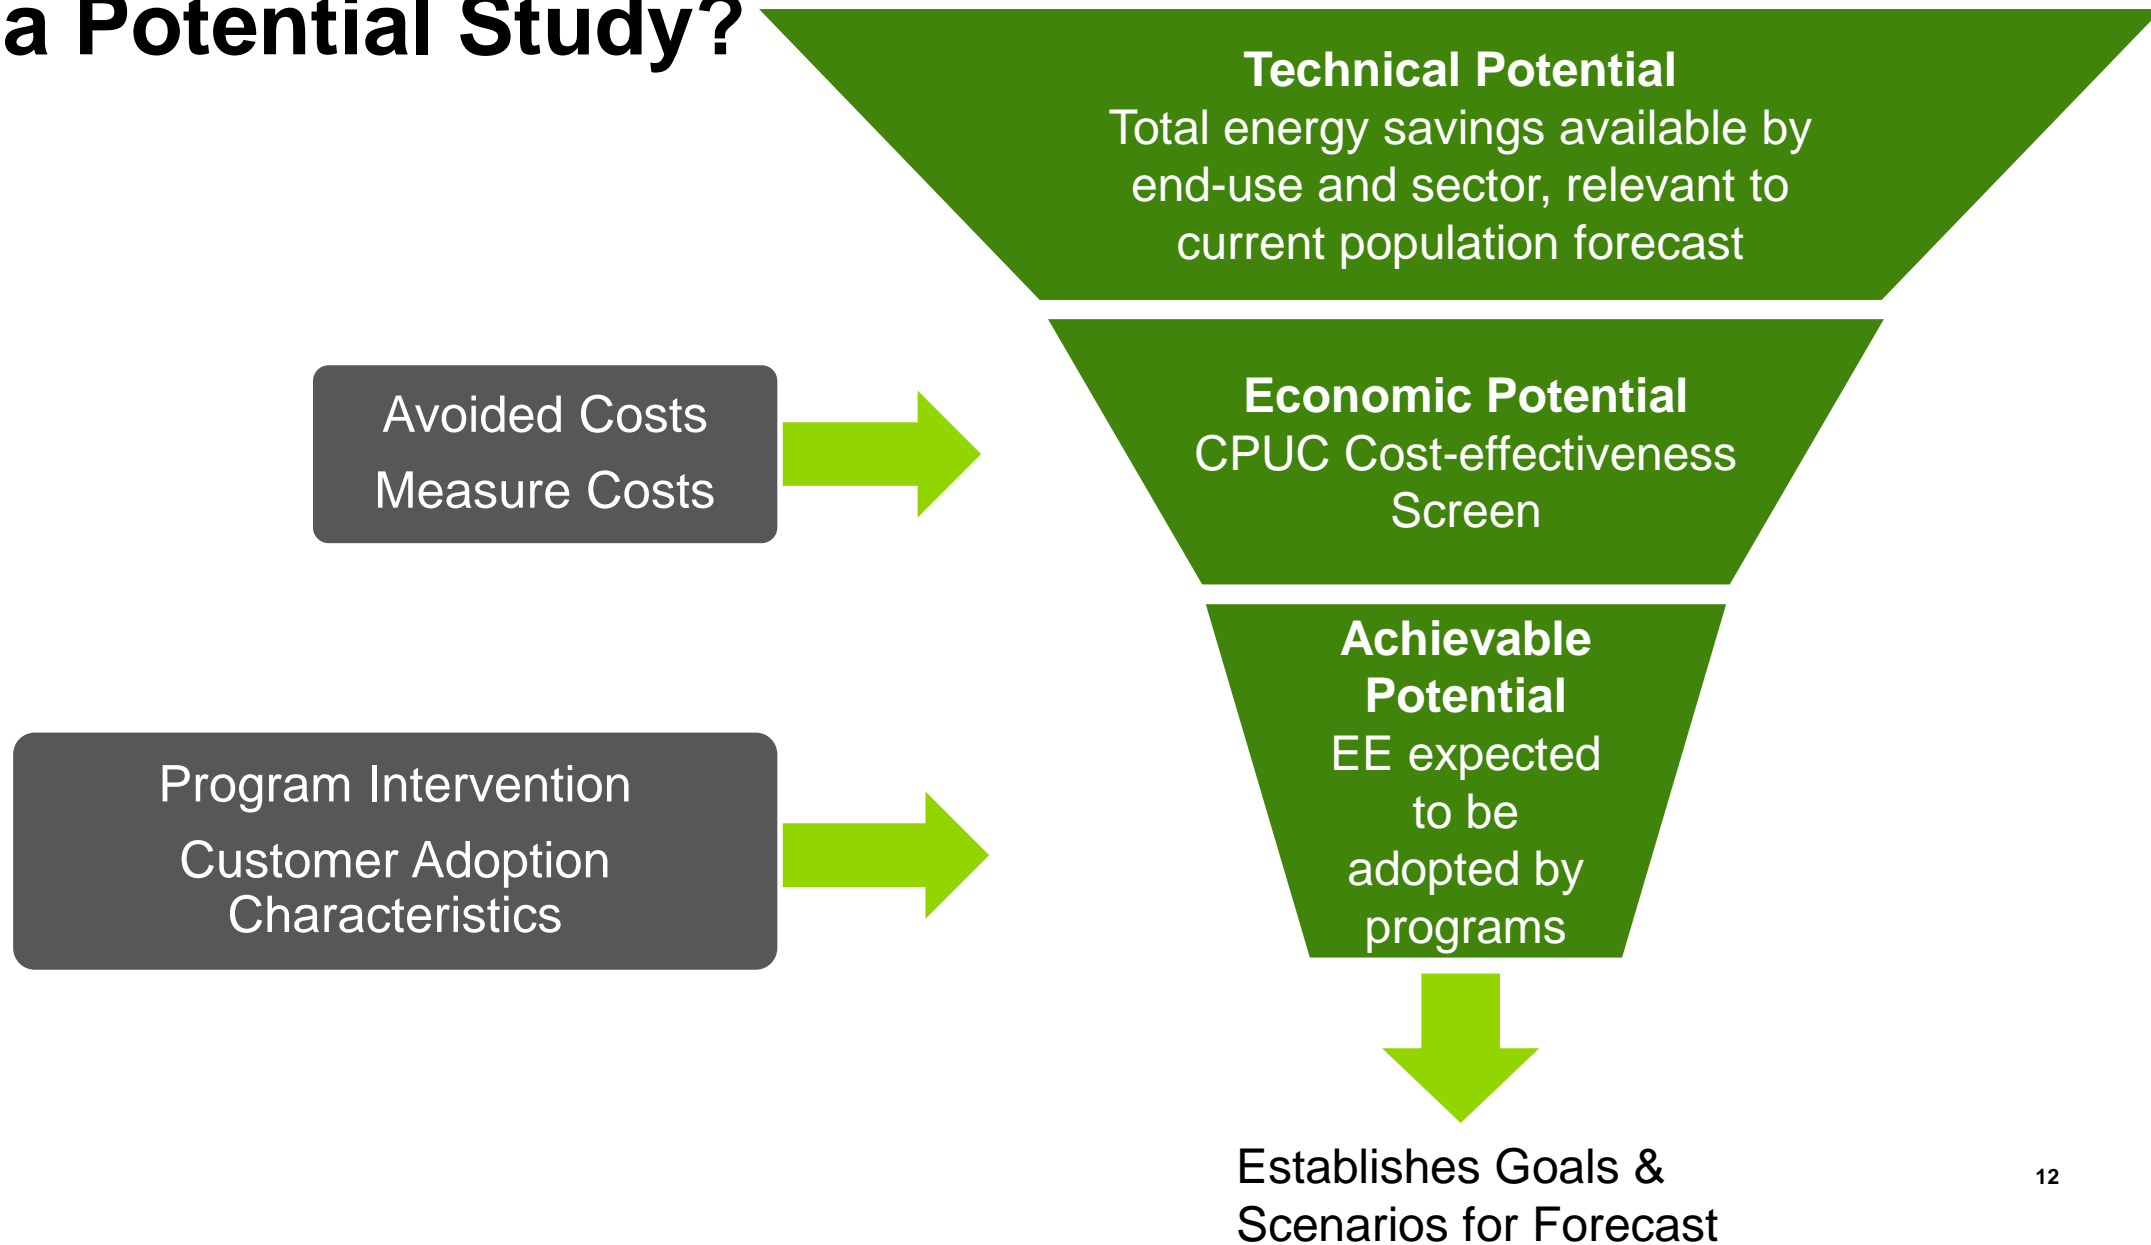 a Potential Study?
Technical Potential
Total energy savings available by
end-use and sector, relevant to
current population forecast
Avoided Costs
Measure Costs
Economic Potential
CPUC Cost-effectiveness
Screen
Achievable
Potential
EE expected
to be
adopted by
programs
Program Intervention
Customer Adoption
Characteristics
Establishes Goals &
Scenarios for Forecast
12